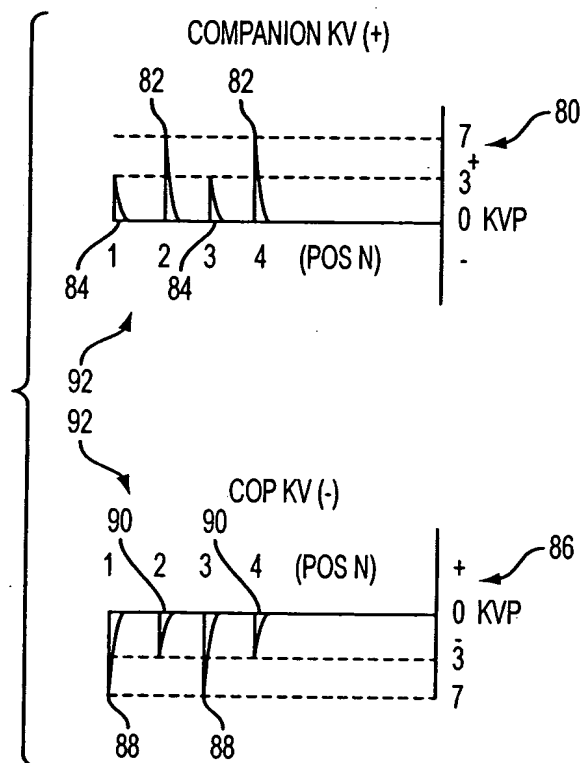 COMPANION KV (+)
82 82
7 80
+
3
0 KVP
1 2 3 4 (POS N) -
84 84
92
92
COP KV (-)
90 90
1 2 3 4 (POS N) + 86
0 KVP
-
3
7
88 88